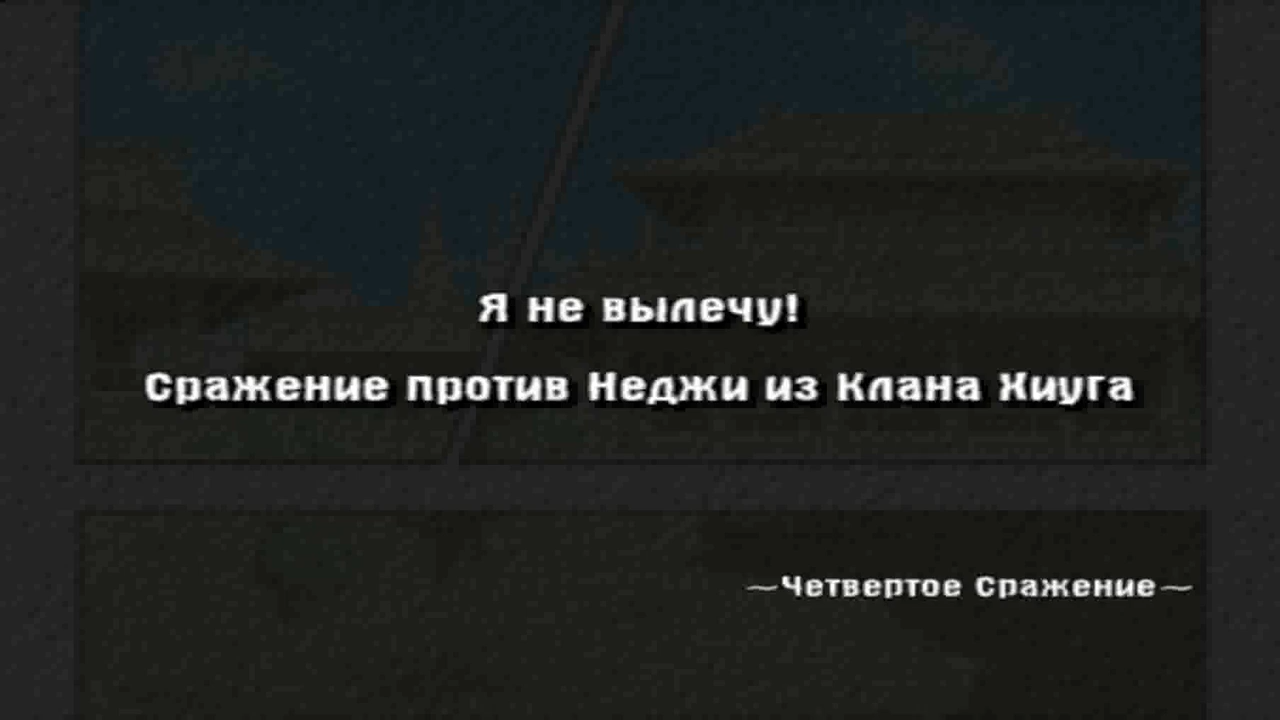 Я не вылечу!
Сражение против Неджи из Клана Хиуга
~Четвертое Сражение~